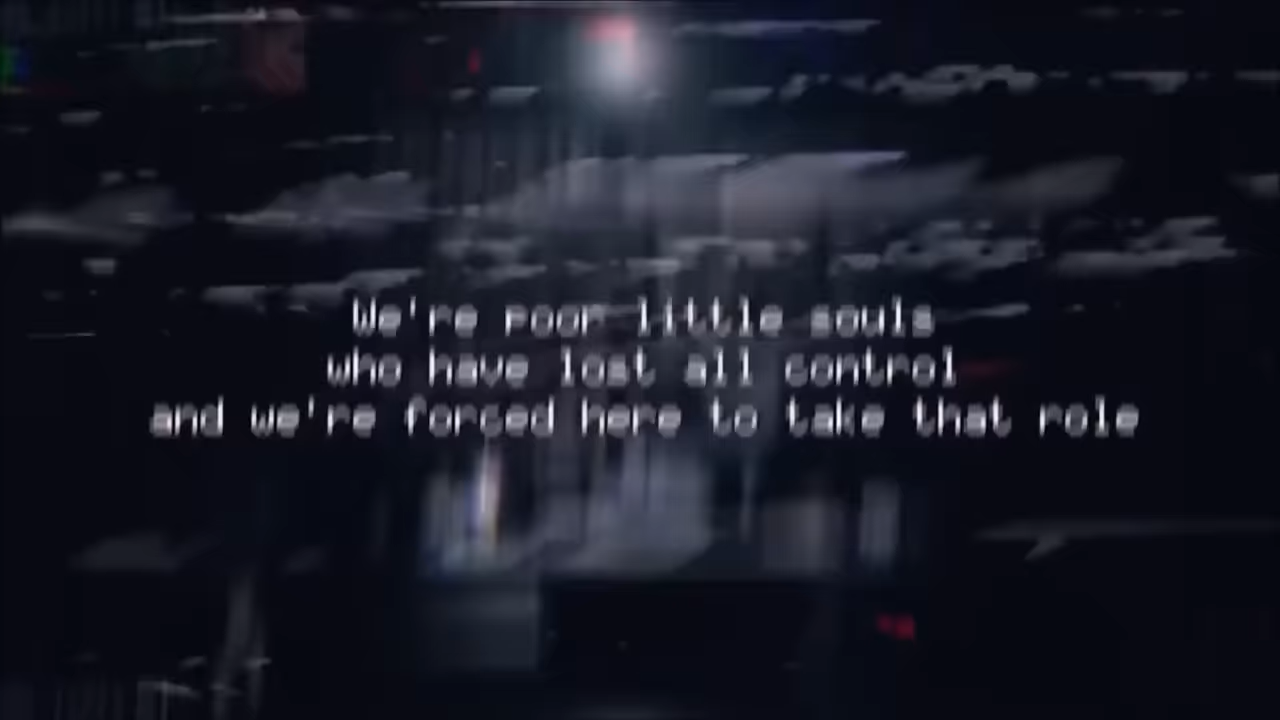 We're poor little souls
who have lost all control
and we're forced here to take that role